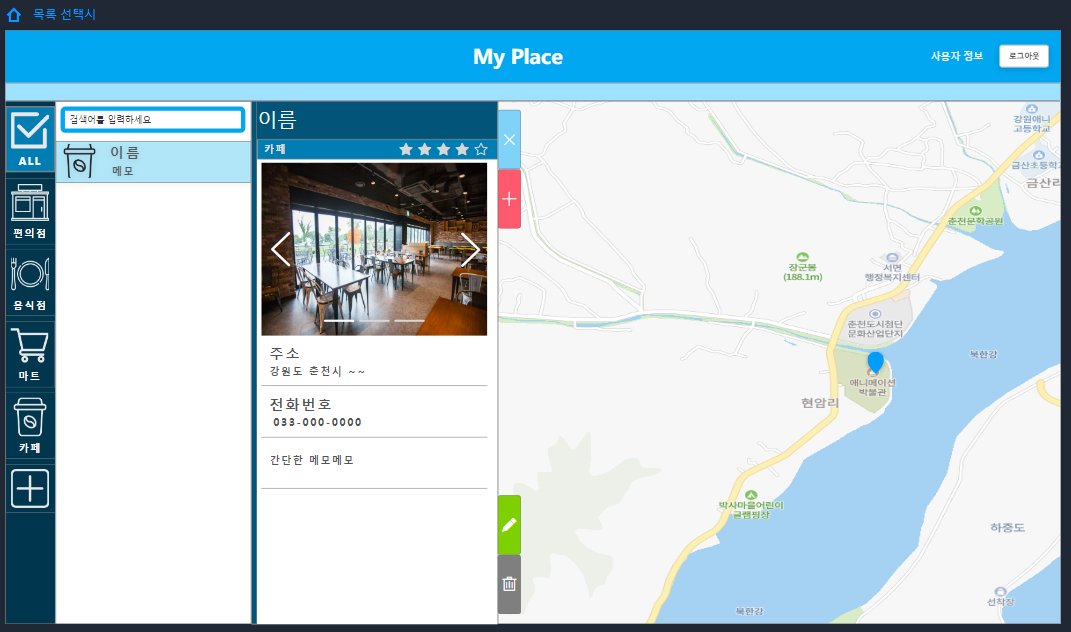 목록 선택시
My Place
사용자 정보
로그아웃
ALL
편의점
음식점
마트
카페
검색어를 입력하세요
이름
메모
이름
카페
주소
강원도 춘천시 ~~
전화번호
033-000-0000
간단한 메모메모
강원애니
고등학교
금산초등학교
금산리
춘천문학공원
장군봉
(188.1m)
서면
행정복지센터
춘천도시첨단
문화산업단지
북한강
애니메이션
박물관
현암리
박사마을어린이
글램핑장
하중도
선착장
북한강